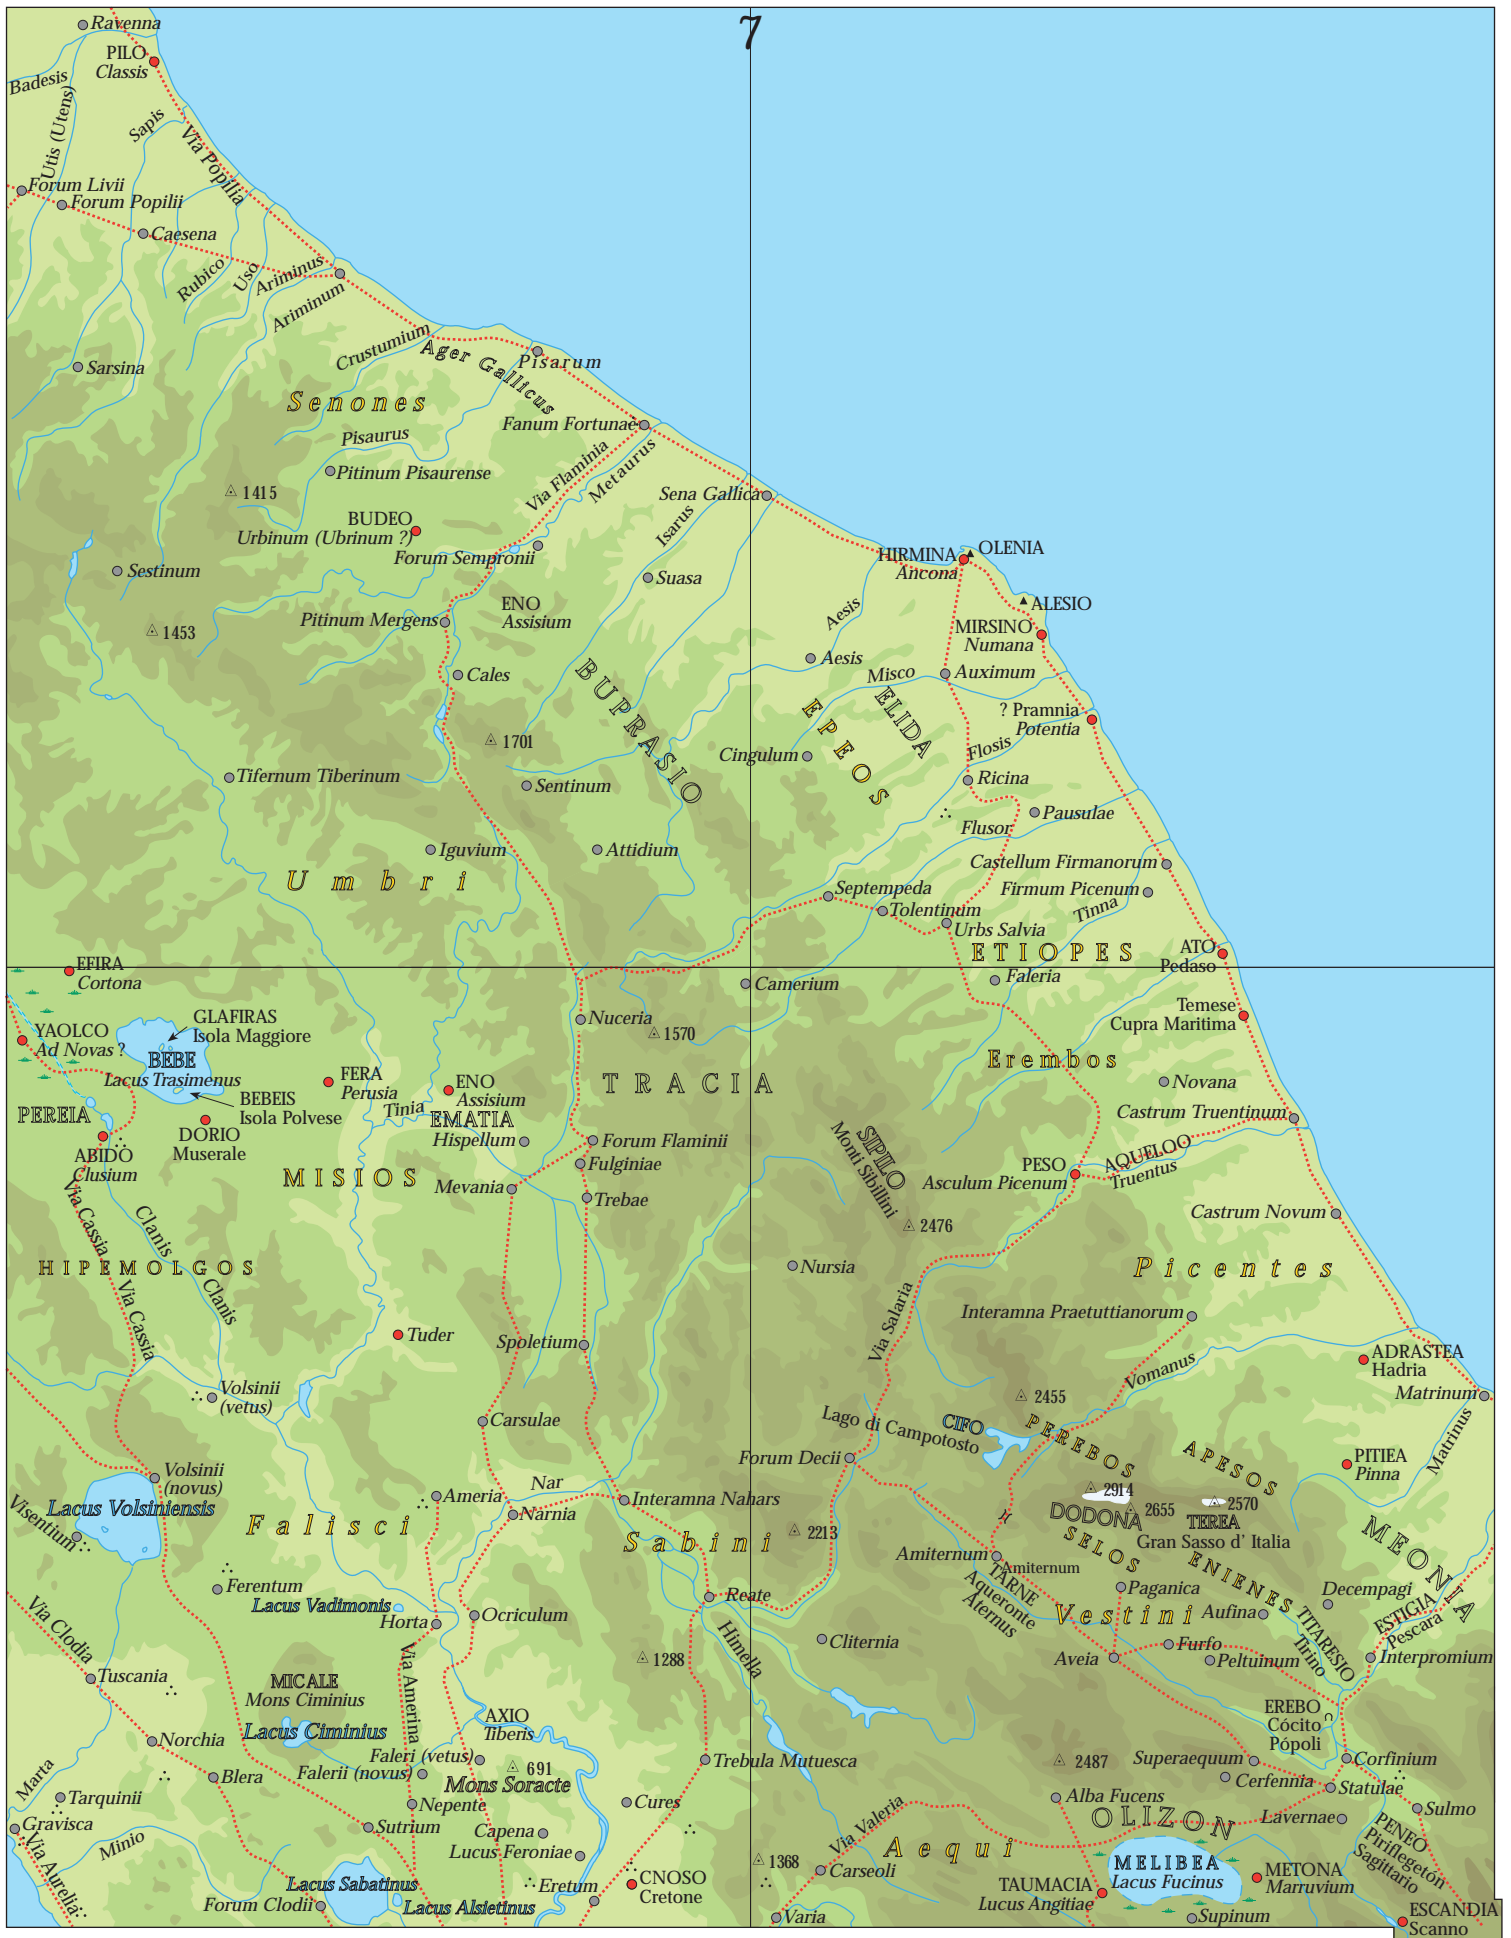 7
Ravenna
PILO
Classis
Badesis
Utis (Utens)
Sapis
Via Popilia
Forum Livii
Forum Popilii
Caesena
Rubico
Uso
Ariminus
Ariminum
Crustumium
Ager Gallicus
Pisarum
Sarsina
Senones
Fanum Fortunae
Pisaurus
Pitinum Pisaurense
Via Flaminia
Metaurus
1415
Sena Gallica
BUDEO
Urbinum (Ubrinum ?)
Isarus
Forum Sempronii
HIRMINA
Ancona
OLENIA
Sestinum
Suasa
ENO
Assisium
ALESIO
Aesis
Pitinum Mergens
1453
MIRSINO
Numana
Aesis
Cales
Misco
Auximum
BUPRASIO
EPEOS
ELIDA
? Pramnia
Potentia
1701
Cingulum
Flosis
Tifernum Tiberinum
Sentinum
Ricina
Pausulae
Flusor
Iguvium
Attidium
Castellum Firmanorum
Umbri
Septempeda
Firmum Picenum
Tolentinum
Tinna
Urbs Salvia
ETIOPES
ATO
Pedaso
EFIRA
Cortona
Camerium
Faleria
GLAFIRAS
Isola Maggiore
Nuceria
Temese
Cupra Maritima
YAOLCO
Ad Novas ?
1570
BEBE
Lacus Trasimenus
Erembos
FERA
Perusia
ENO
Assisium
TRACIA
Novana
BEBEIS
Isola Polvese
Tinia
EMATIA
PEREIA
Castrum Truentinum
DORIO
Muserale
Hispellum
Forum Flaminii
SIPILO
Monti Sibillini
AQUELOO
Truentus
ABIDO
Clusium
Fulginiae
PESO
Asculum Picenum
MISIOS
Mevania
Trebae
Via Cassia
Clanis
2476
Castrum Novum
HIPEMOLGOS
Nursia
Picentes
Via Cassia
Clanis
Via Salaria
Interamna Praetuttianorum
Tuder
Spoletium
ADRASTEA
Hadria
Vomanus
Volsinii
(vetus)
2455
Matrinum
Carsulae
Lago di Campotosto
CIFO
PEREBOS
Matrinus
APESOS
Forum Decii
PITIEA
Pinna
Volsinii
(novus)
Nar
Ameria
Interamna Nahars
2914
Lacus Volsiniensis
2655
2570
DODONA
TEREA
Visentium
Narnia
Falisci
Sabini
2213
Gran Sasso d' Italia
MEONIA
SELOS
Amiternum
Amiternum
ENIENES
TARNE
Aqueronte
Aternus
Ferentum
Paganica
Decempagi
Lacus Vadimonis
Reate
ESTIGIA
Pescara
Via Clodia
Horta
Ocriculum
Vestini
Aufina
TITARESIO
Tirino
Himella
Cliternia
Furfo
Aveia
Peltuinum
Interpromium
1288
Tuscania
Via Amerina
MICALE
Mons Ciminius
AXIO
Tiberis
EREBO
Cócito
Pópoli
Lacus Ciminius
Norchia
Faleri (vetus)
Trebula Mutuesca
2487
Superaequum
Corfinium
Falerii (novus)
691
Mons Soracte
Marta
Blera
Cerfennia
Statulae
Tarquinii
Alba Fucens
Nepente
Cures
Via Valeria
OLIZON
Lavernae
Sulmo
Gravisca
Sutrium
Capena
PENEO
Piriflegetón
Sagittario
Minio
Lucus Feroniae
Aequi
Via Aurelia
1368
Carseoli
MELIBEA
Lacus Fucinus
CNOSO
Cretone
METONA
Marruvium
Lacus Sabatinus
Eretum
TAUMACIA
Lucus Angitiae
Forum Clodii
Lacus Alsietinus
Varia
Supinum
ESCANDIA
Scanno